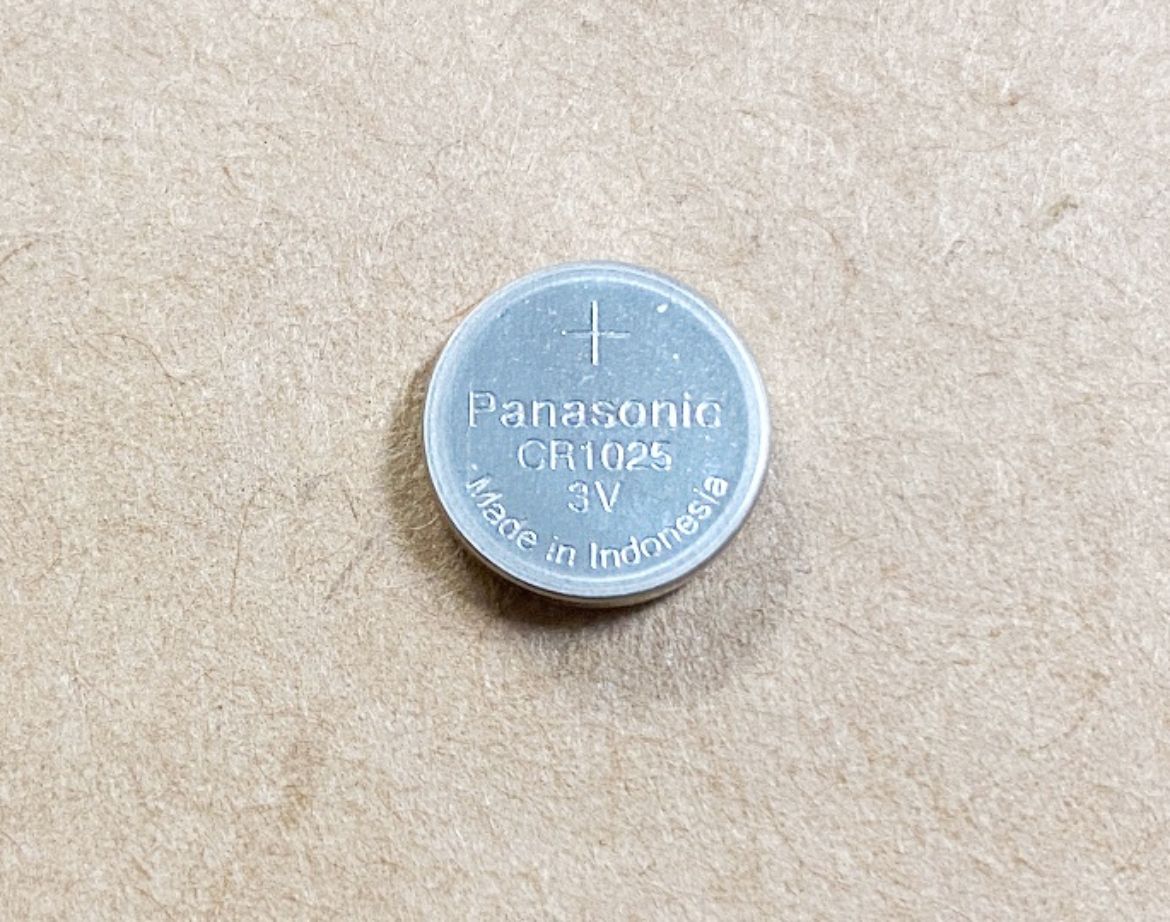 +
Panasonic
CR1025
3V
Made in Indonesia